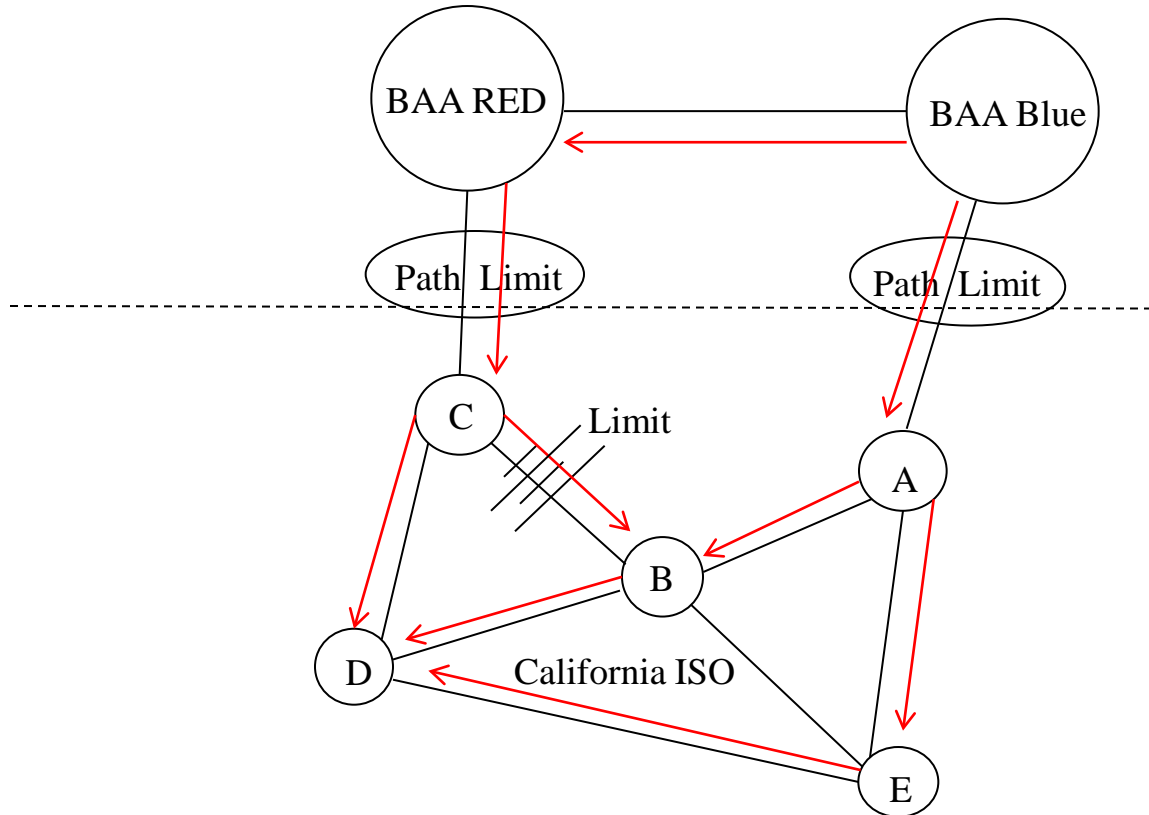 BAA RED
BAA Blue
Path Limit
Path Limit
C
Limit
A
B
D
California ISO
E